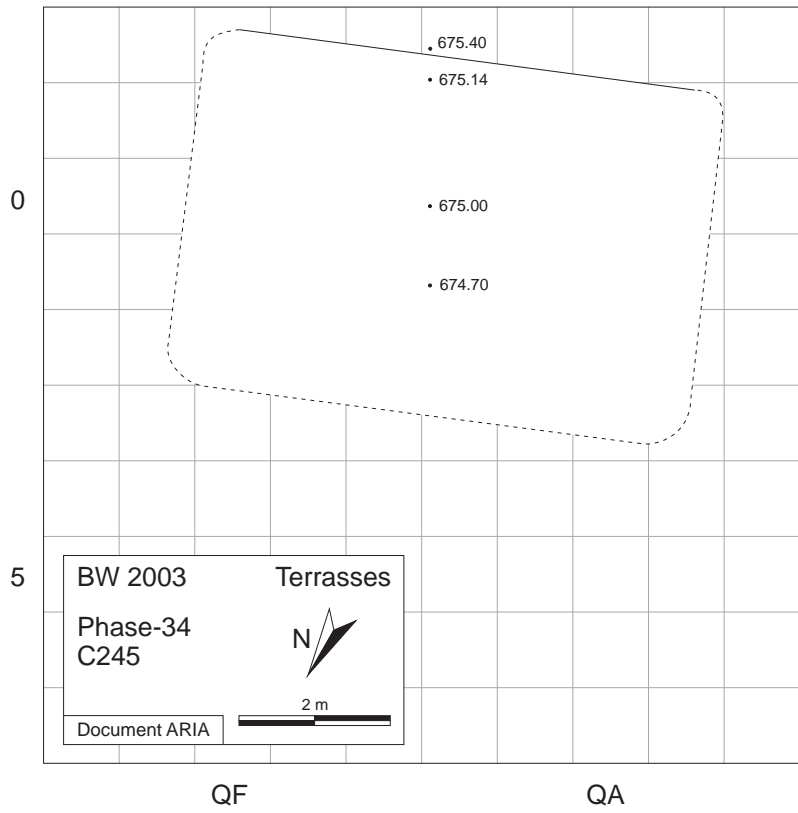 675.40
675.14
0
675.00
674.70
5
BW 2003 Terrasses
Phase-34
C245
N
2 m
Document ARIA
QF QA